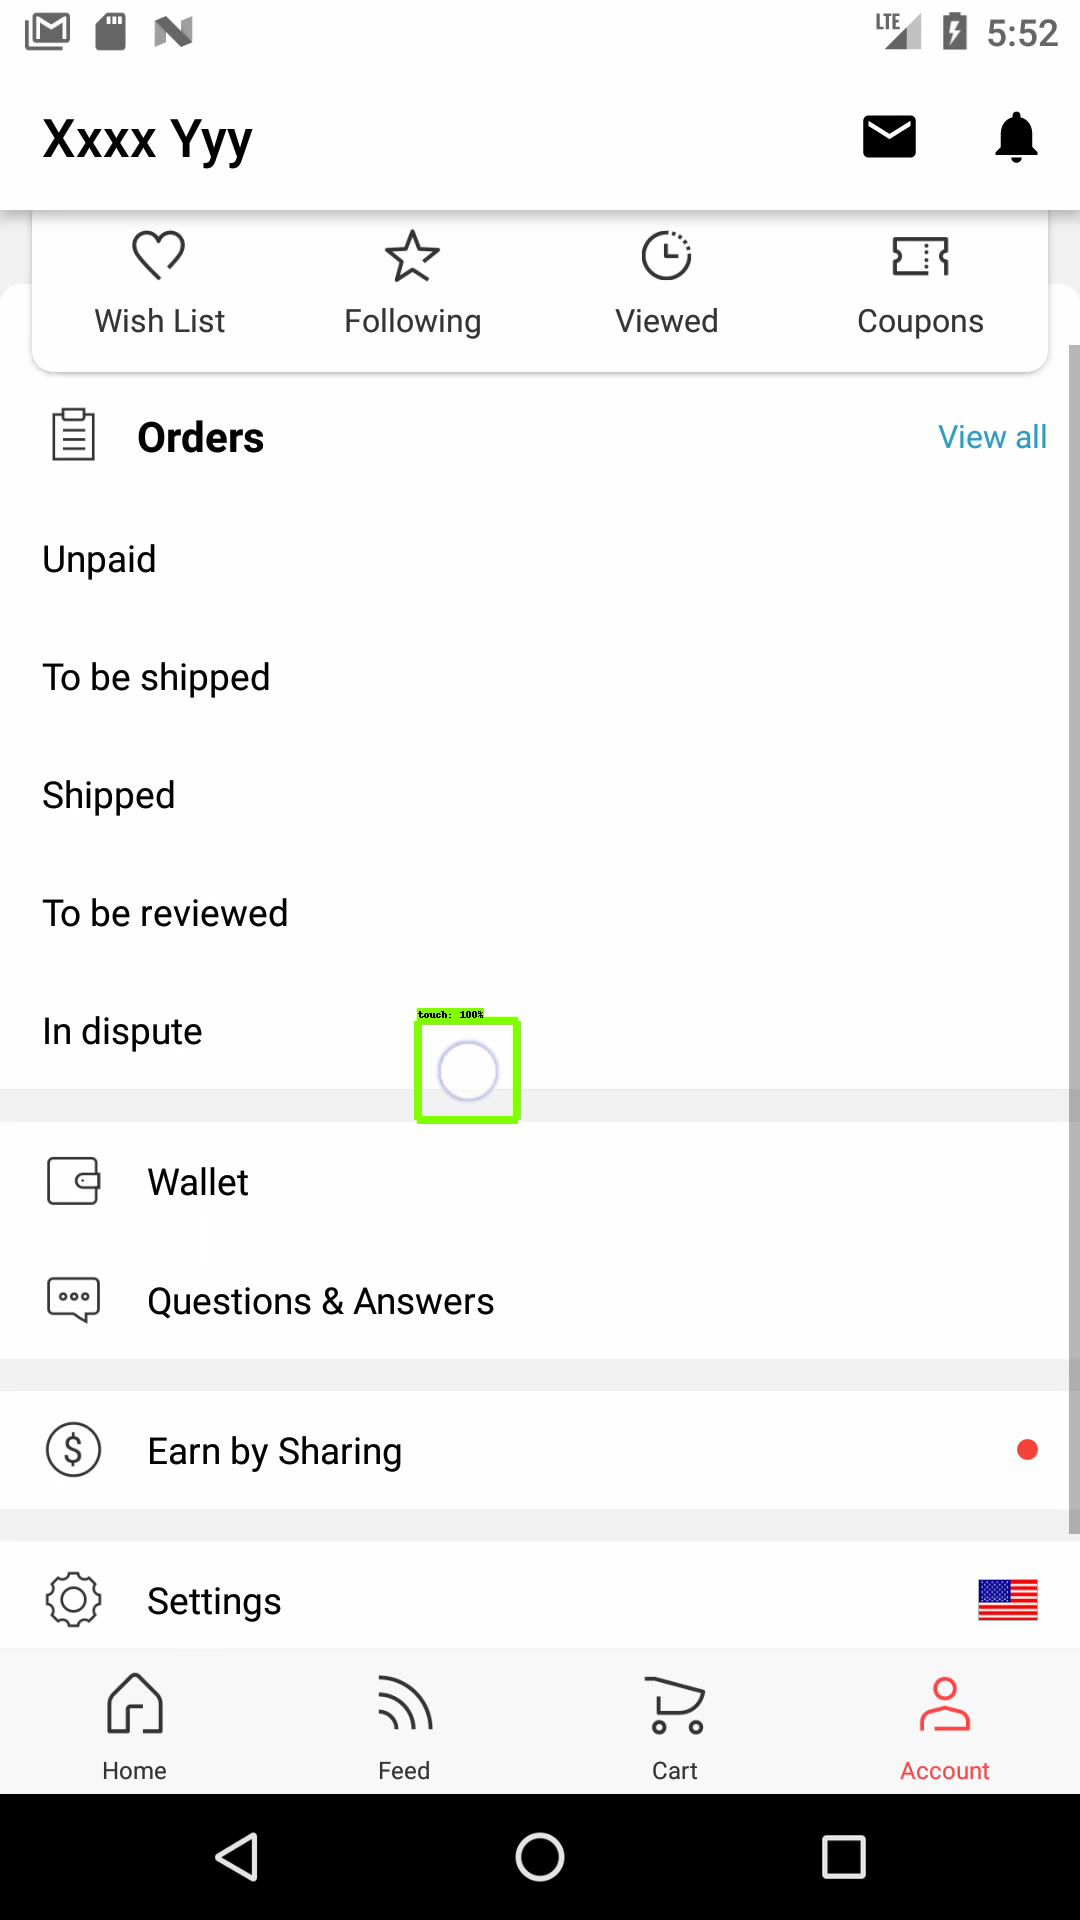 LTE 5:52
Xxxx Yyy
Wish List Following Viewed Coupons
Orders View all
Unpaid
To be shipped
Shipped
To be reviewed
In dispute
touch: 100%
Wallet
Questions & Answers
Earn by Sharing
Settings
Home Feed Cart Account